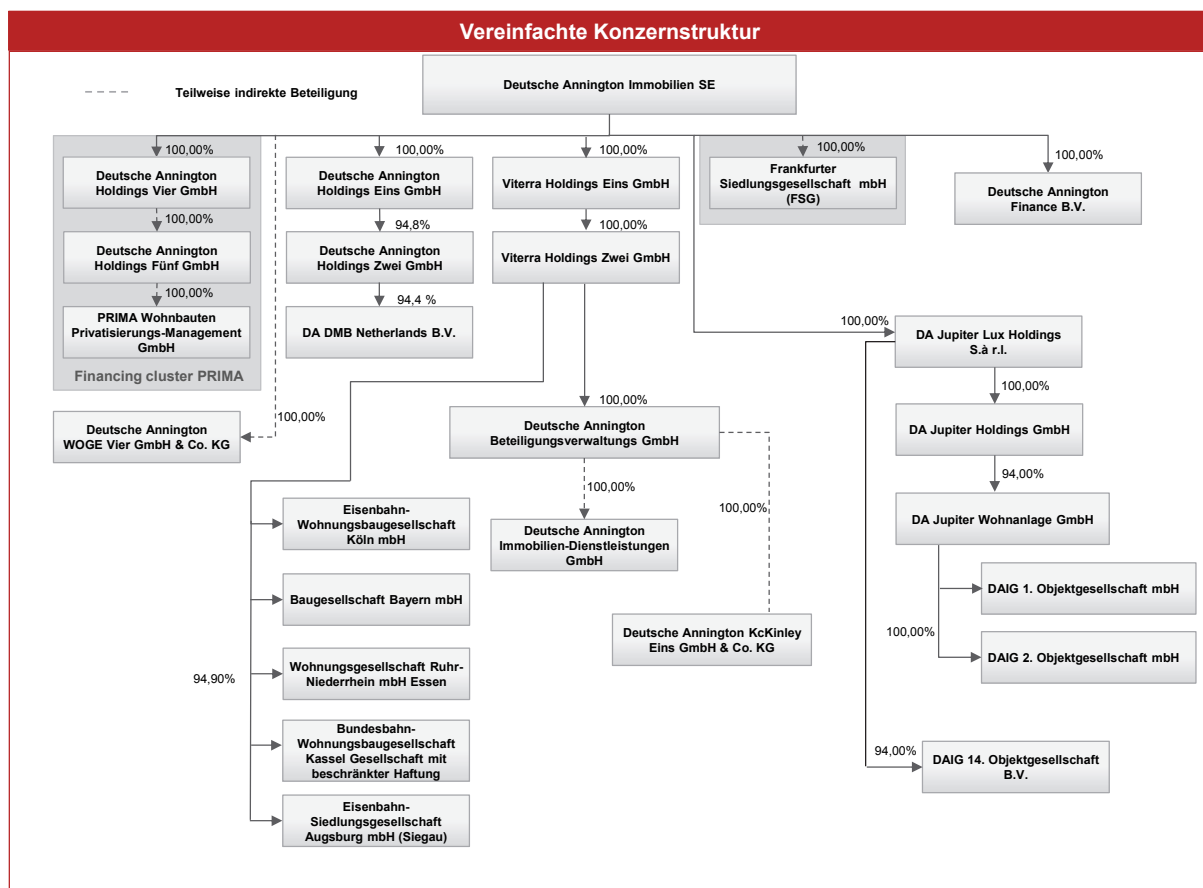 Vereinfachte Konzernstruktur
Deutsche Annington Immobilien SE
Teilweise indirekte Beteiligung
100,00%
100,00%
100,00%
100,00%
100,00%
Deutsche Annington
Holdings Vier GmbH
Deutsche Annington
Holdings Eins GmbH
Viterra Holdings Eins GmbH
Frankfurter
Siedlungsgesellschaft mbH
(FSG)
Deutsche Annington
Finance B.V.
100,00%
94,8%
100,00%
Deutsche Annington
Holdings Fünf GmbH
Deutsche Annington
Holdings Zwei GmbH
Viterra Holdings Zwei GmbH
100,00%
94,4 %
PRIMA Wohnbauten
Privatisierungs-Management
GmbH
DA DMB Netherlands B.V.
Financing cluster PRIMA
100,00%
DA Jupiter Lux Holdings
S.à r.l.
100,00%
Deutsche Annington
WOGE Vier GmbH & Co. KG
100,00%
100,00%
Deutsche Annington
Beteiligungsverwaltungs GmbH
DA Jupiter Holdings GmbH
100,00%
100,00%
94,00%
Eisenbahn-
Wohnungsbaugesellschaft
Köln mbH
Deutsche Annington
Immobilien-Dienstleistungen
GmbH
DA Jupiter Wohnanlage GmbH
Baugesellschaft Bayern mbH
DAIG 1. Objektgesellschaft mbH
Deutsche Annington KcKinley
Eins GmbH & Co. KG
100,00%
DAIG 2. Objektgesellschaft mbH
94,90%
Wohnungsgesellschaft Ruhr-
Niederrhein mbH Essen
Bundesbahn-
Wohnungsbaugesellschaft
Kassel Gesellschaft mit
beschränkter Haftung
94,00%
DAIG 14. Objektgesellschaft
B.V.
Eisenbahn-
Siedlungsgesellschaft
Augsburg mbH (Siegau)